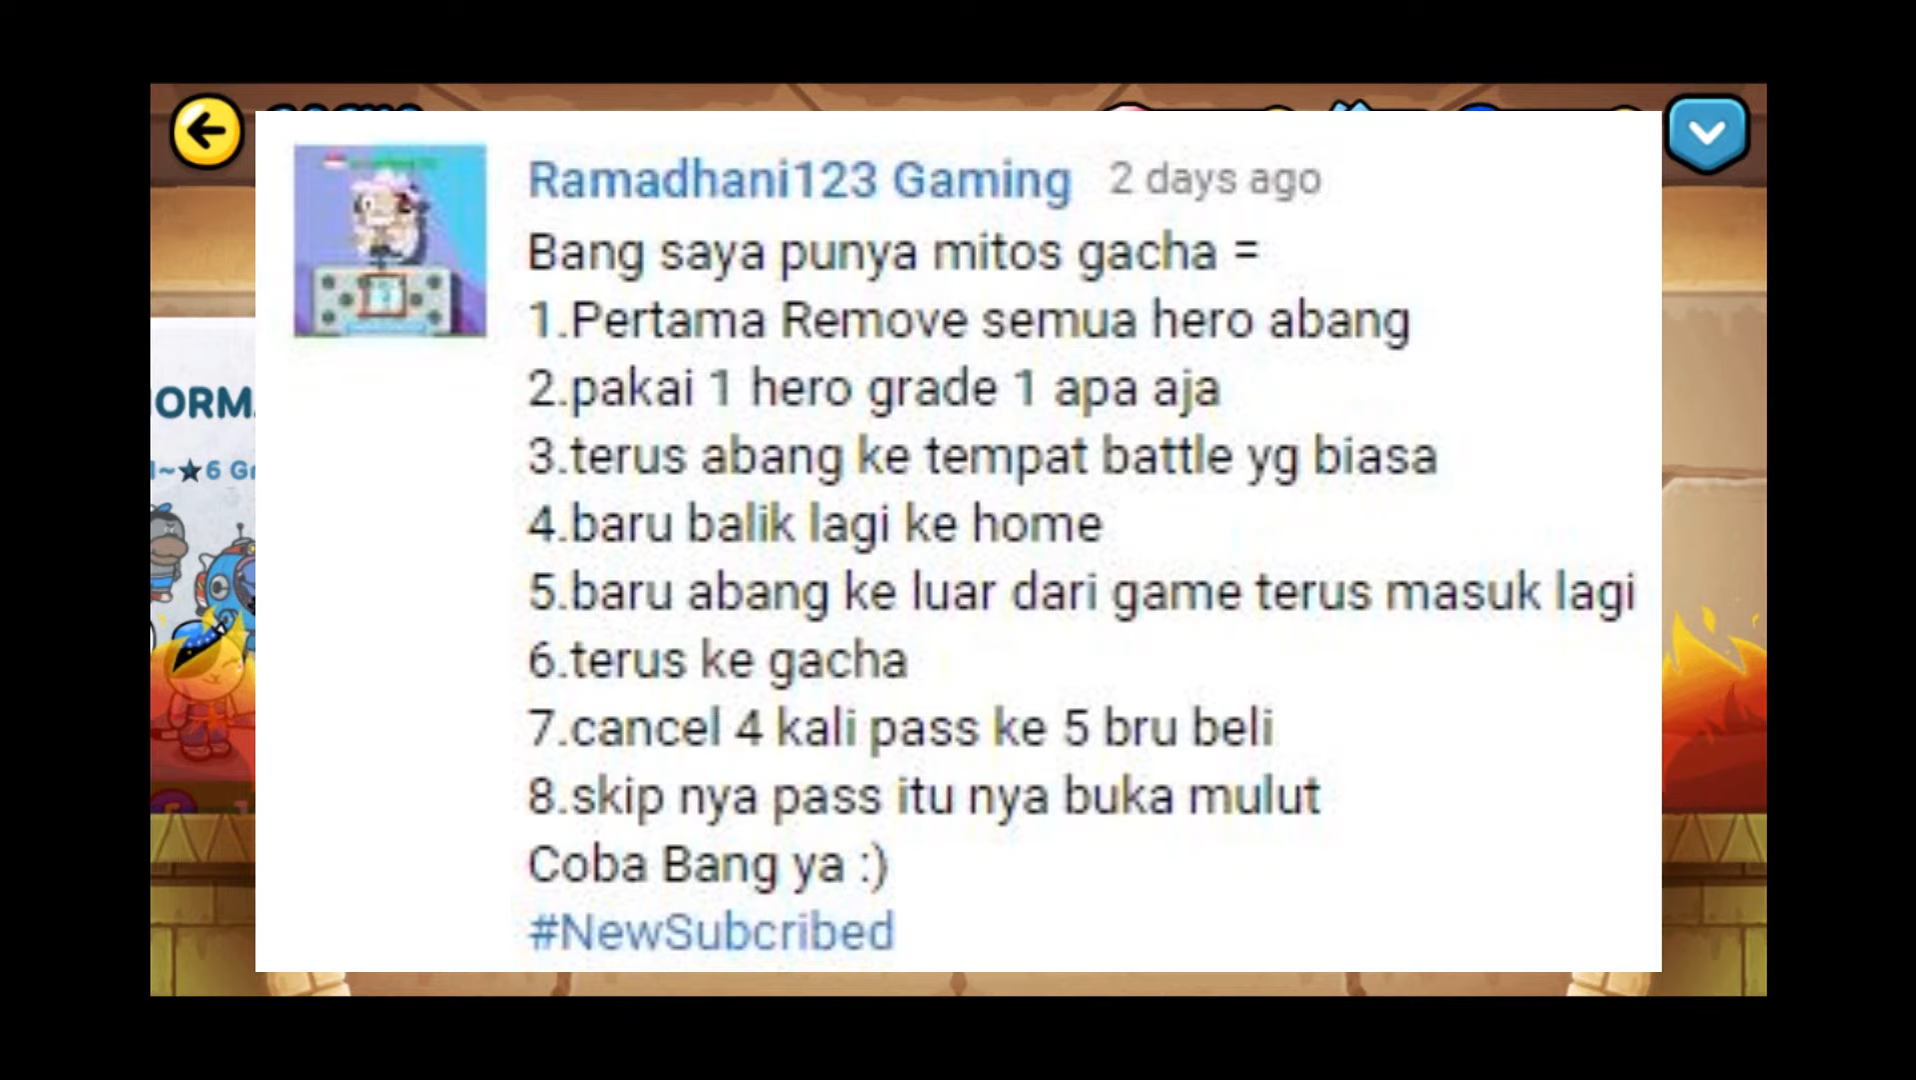 Ramadhani123 Gaming 2 days ago
Bang saya punya mitos gacha =
1.Pertama Remove semua hero abang
2.pakai 1 hero grade 1 apa aja
3.terus abang ke tempat battle yg biasa
4.baru balik lagi ke home
5.baru abang ke luar dari game terus masuk lagi
6.terus ke gacha
7.cancel 4 kali pass ke 5 bru beli
8.skip nya pass itu nya buka mulut
Coba Bang ya :)
#NewSubcribed
ORM
~★6 Gr